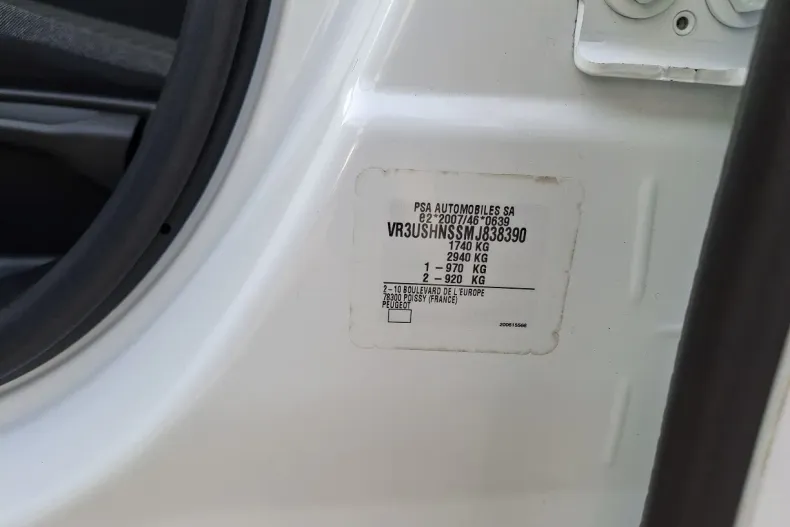 PSA AUTOMOBILES SA
e2*2007/46*0639
VR3USHNSSMJ838390
1740 KG
2940 KG
1 – 970 KG
2 – 920 KG
2 – 10 BOULEVARD DE L'EUROPE
78300 POISSY (FRANCE)
PEUGEOT